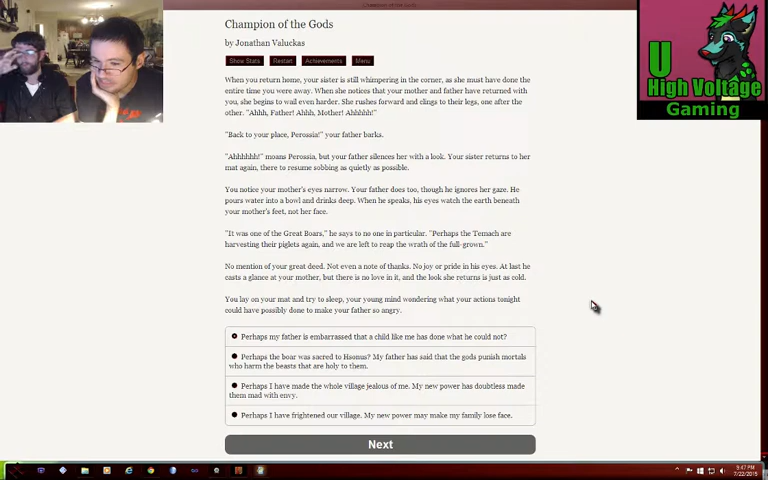 Champion of the Gods
by Jonathan Valuckas
Show Stats
Restart
Achievements
Menu
When you return home, your sister is still whimpering in the corner, as she must have done the
entire time you were away. When she notices that your mother and father have returned with
you, she begins to wail even harder. She rushes forward and clings to their legs, one after the
other. "Ahhh, Father! Ahhh, Mother! Ahhhhh!"
"Back to your place, Perossia!" your father barks.
"Ahhhhhh!" moans Perossia, but your father silences her with a look. Your sister returns to her
mat again, there to resume sobbing as quietly as possible.
You notice your mother's eyes narrow. Your father does too, though he ignores her gaze. He
pours water into a bowl and drinks deep. When he speaks, his eyes watch the earth beneath
your mother's feet, not her face.
"It was one of the Great Boars," he says to no one in particular. "Perhaps the Temach are
harvesting their piglets again, and we are left to reap the wrath of the full-grown."
No mention of your great deed. Not even a note of thanks. No joy or pride in his eyes. At last he
casts a glance at your mother, but there is no love in it, and the look she returns is just as cold.
You lay on your mat and try to sleep, your young mind wondering what your actions tonight
could have possibly done to make your father so angry.
Perhaps my father is embarrassed that a child like me has done what he could not?
Perhaps the boar was sacred to Hsonus? My father has said that the gods punish mortals
who harm the beasts that are holy to them.
Perhaps I have made the whole village jealous of me. My new power has doubtless made
them mad with envy.
Perhaps I have frightened our village. My new power may make my family lose face.
Next
U
High Voltage
Gaming
9:47 PM
7/22/2015